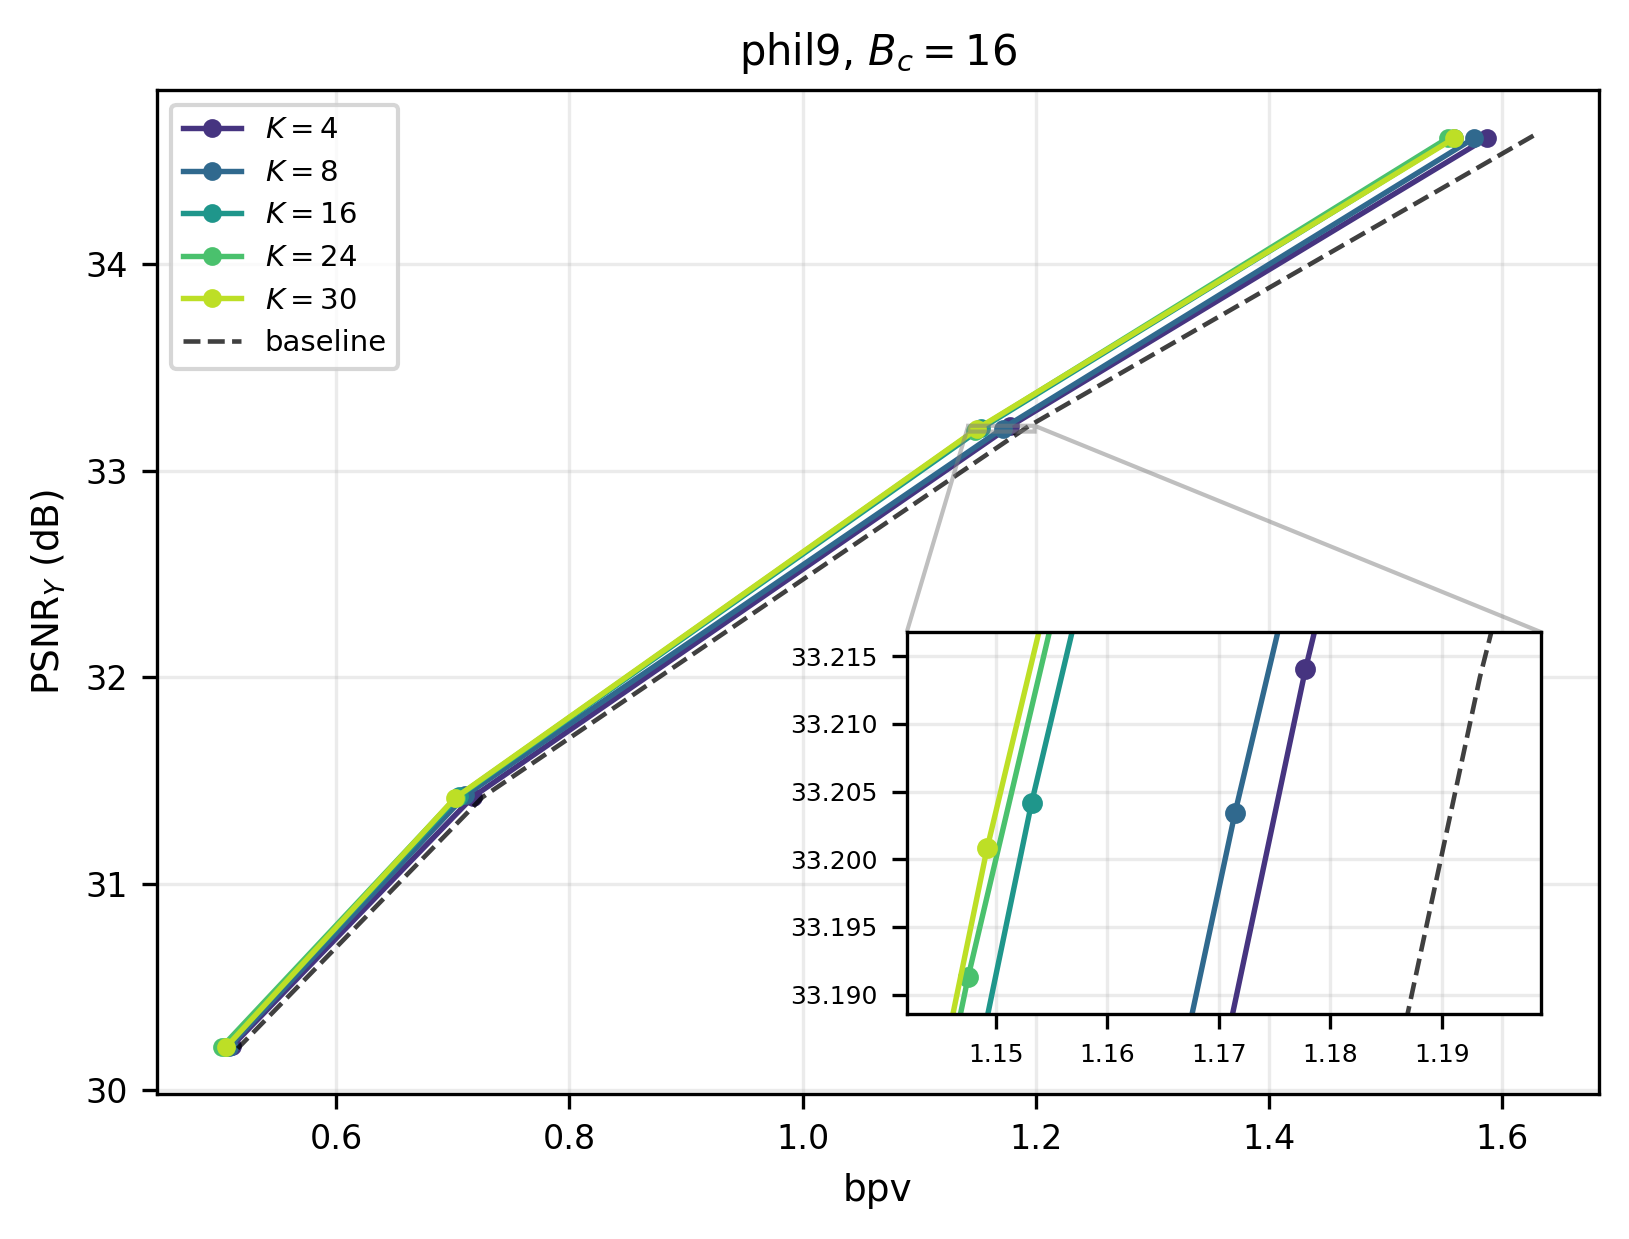 phil9, B_c = 16
K = 4
K = 8
K = 16
K = 24
K = 30
baseline
PSNR_Y (dB)
34
33
32
31
30
33.215
33.210
33.205
33.200
33.195
33.190
1.15 1.16 1.17 1.18 1.19
0.6 0.8 1.0 1.2 1.4 1.6
bpv